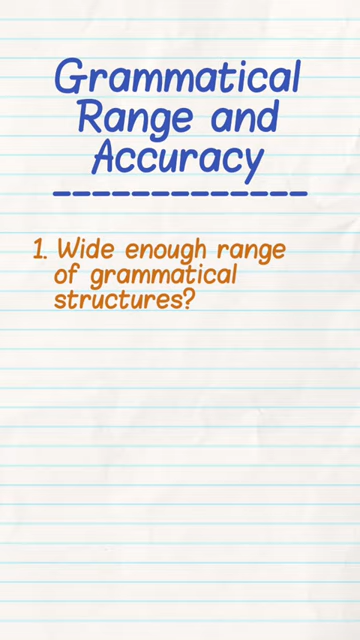 Grammatical
Range and
Accuracy
1. Wide enough range
of grammatical
structures?